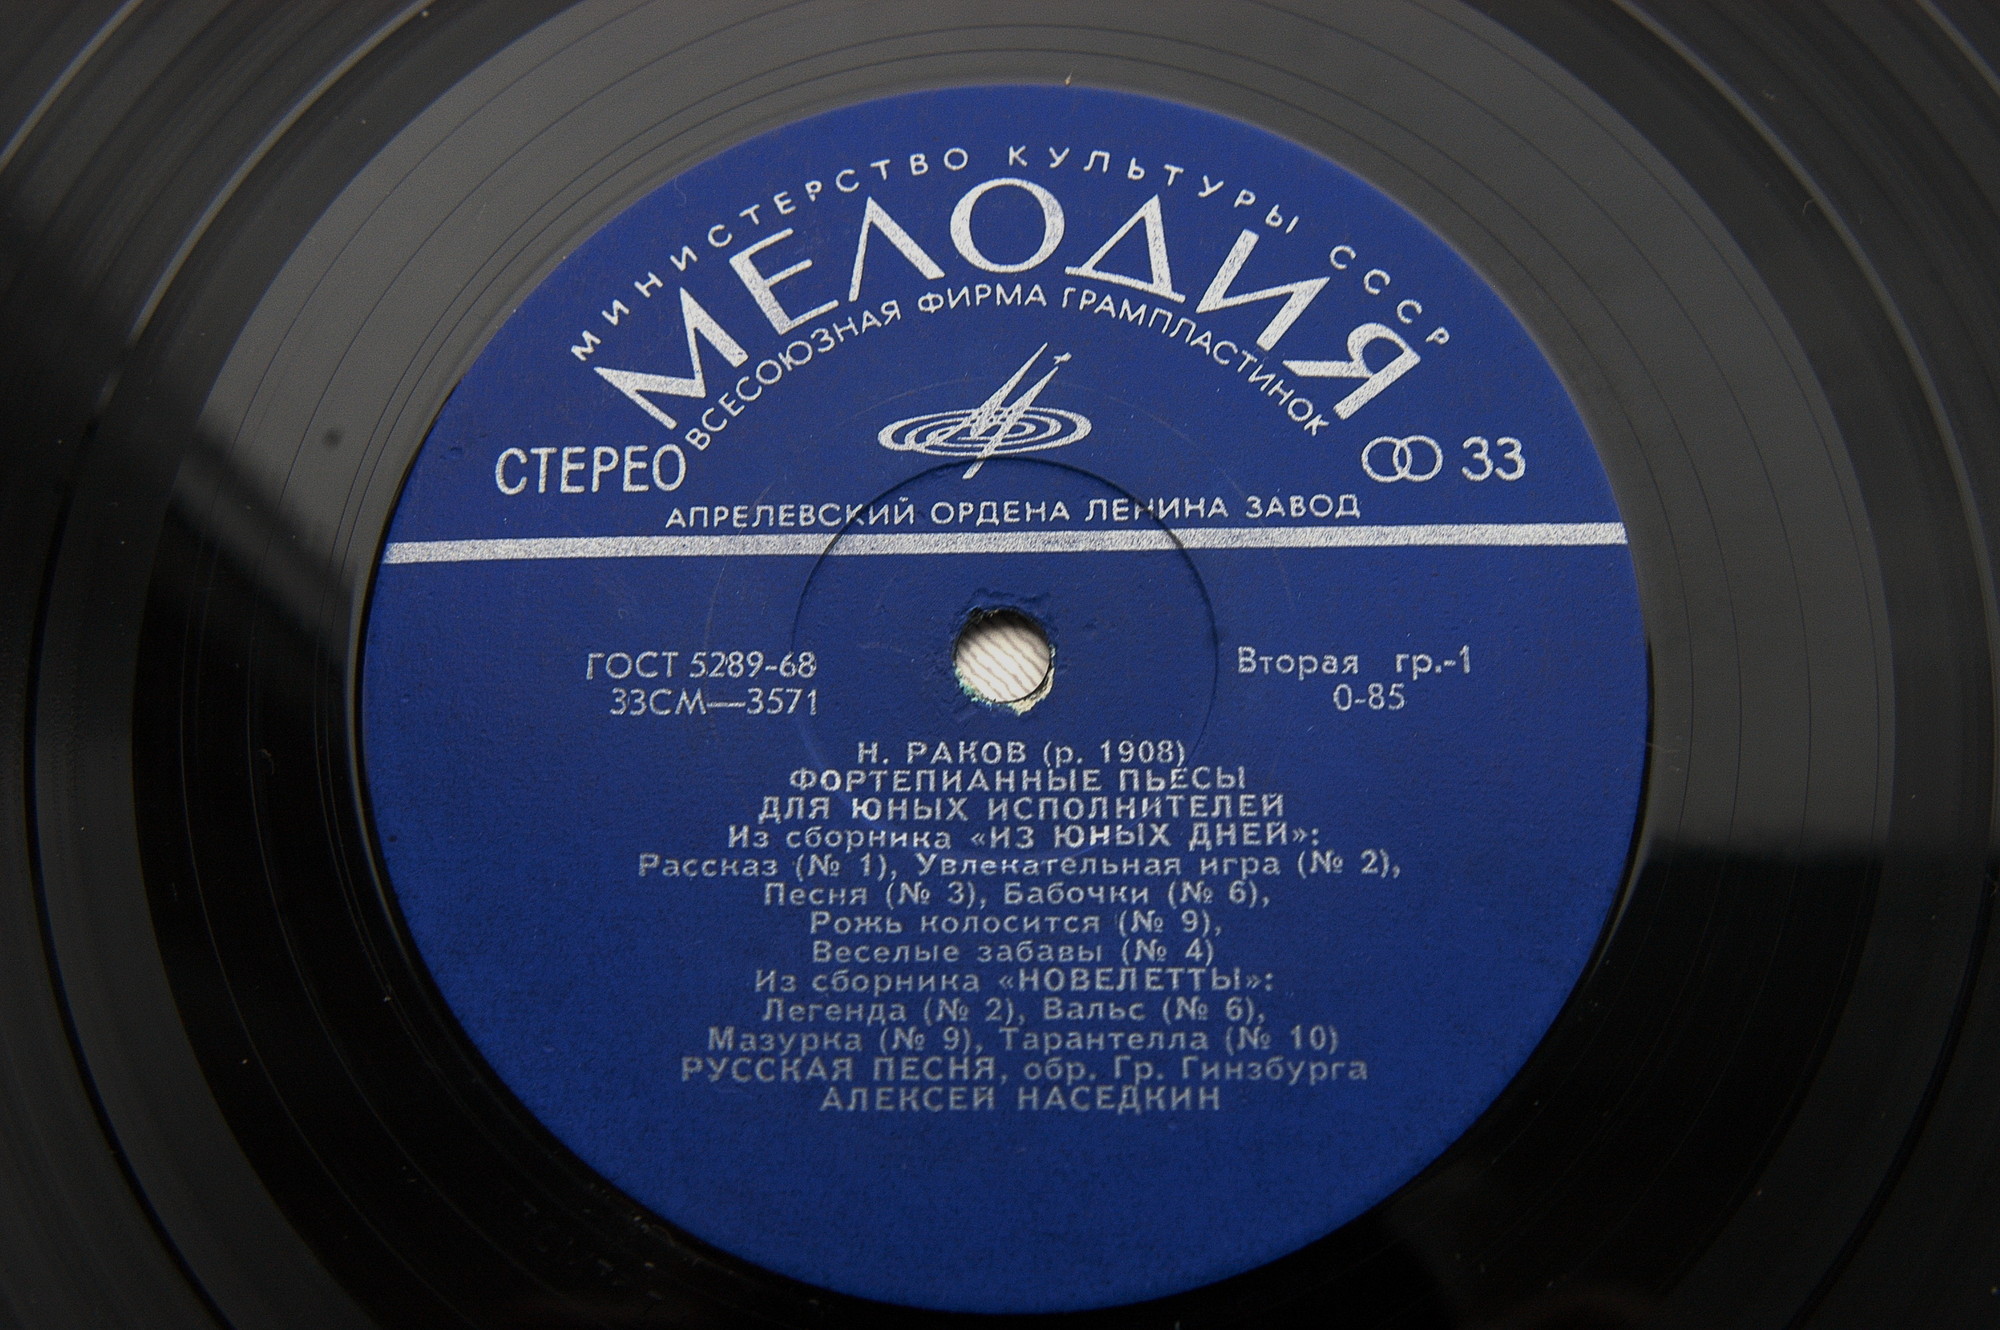 МИНИСТЕРСТВО КУЛЬТУРЫ СССР
МЕЛОДИЯ
ВСЕСОЮЗНАЯ ФИРМА ГРАМПЛАСТИНОК
СТЕРЕО
33
АПРЕЛЕВСКИЙ ОРДЕНА ЛЕНИНА ЗАВОД
ГОСТ 5289-68
33СМ—3571
Вторая гр.-1
0-85
Н. РАКОВ (р. 1908)
ФОРТЕПИАННЫЕ ПЬЕСЫ
ДЛЯ ЮНЫХ ИСПОЛНИТЕЛЕЙ
Из сборника «ИЗ ЮНЫХ ДНЕЙ»:
Рассказ (№ 1), Увлекательная игра (№ 2),
Песня (№ 3), Бабочки (№ 6),
Рожь колосится (№ 9),
Веселые забавы (№ 4)
Из сборника «НОВЕЛЕТТЫ»:
Легенда (№ 2), Вальс (№ 6),
Мазурка (№ 9), Тарантелла (№ 10)
РУССКАЯ ПЕСНЯ, обр. Гр. Гинзбурга
АЛЕКСЕЙ НАСЕДКИН